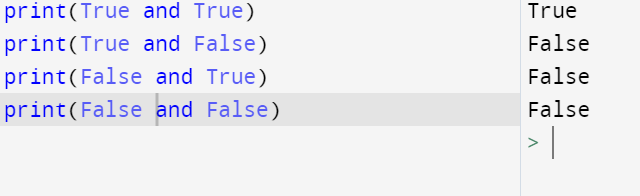 print(True and True)
print(True and False)
print(False and True)
print(False and False)
True
False
False
False
>